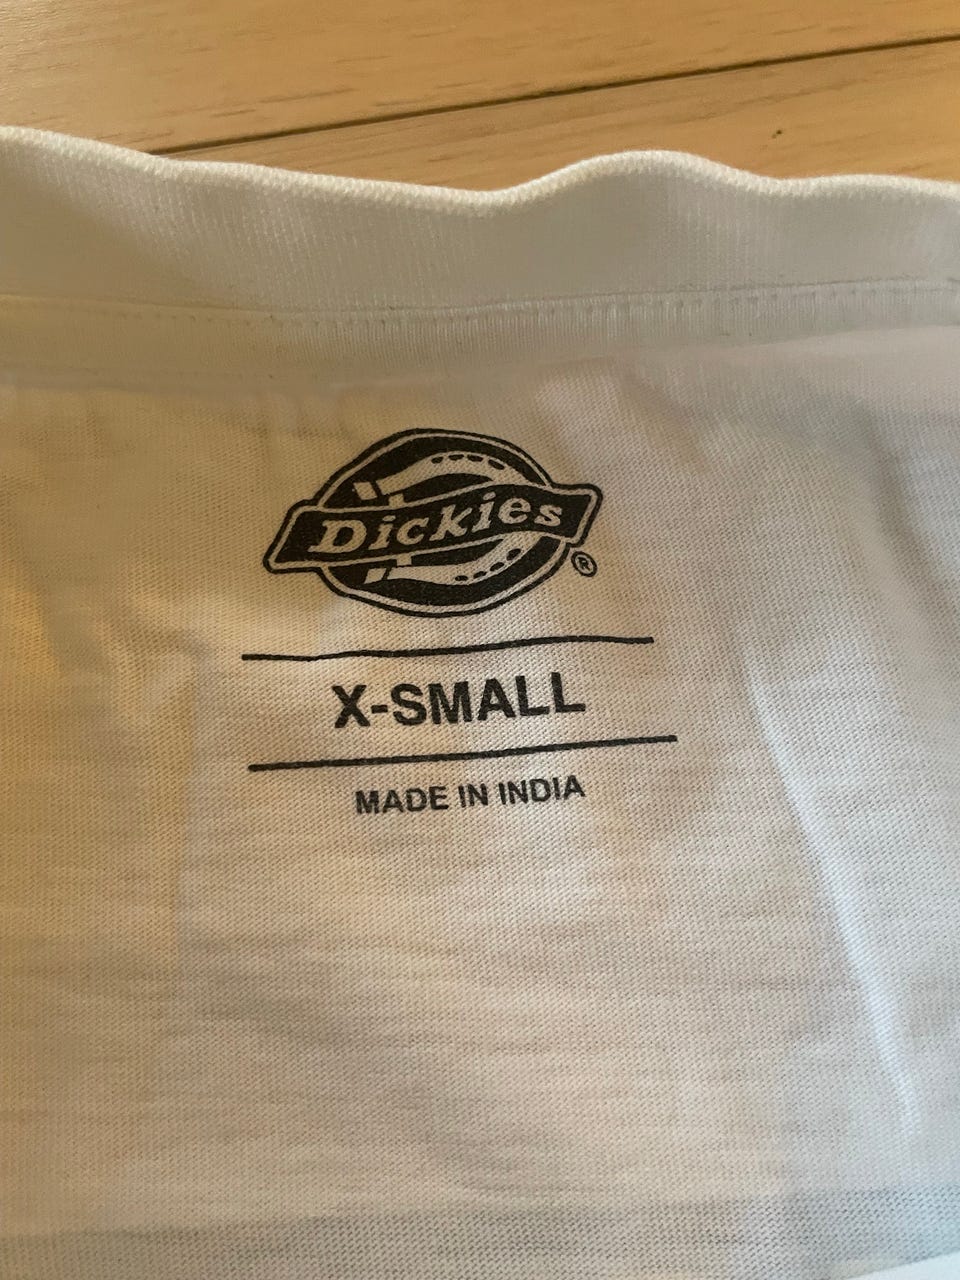 Dickies
®
X-SMALL
MADE IN INDIA